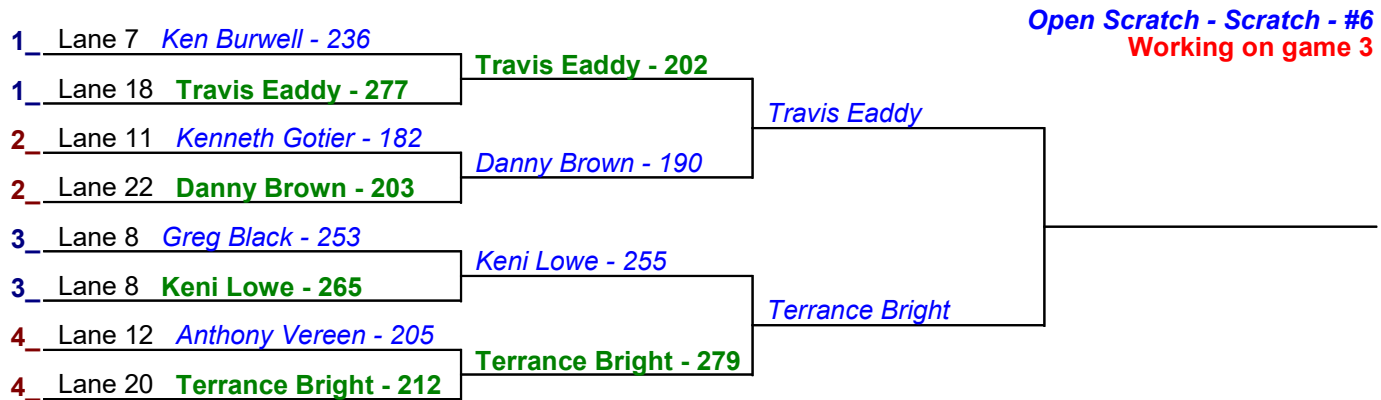 Open Scratch - Scratch - #6
Working on game 3
1_ Lane 7 Ken Burwell - 236
1_ Lane 18 Travis Eaddy - 277
2_ Lane 11 Kenneth Gotier - 182
2_ Lane 22 Danny Brown - 203
3_ Lane 8 Greg Black - 253
3_ Lane 8 Keni Lowe - 265
4_ Lane 12 Anthony Vereen - 205
4_ Lane 20 Terrance Bright - 212
Travis Eaddy - 202
Danny Brown - 190
Keni Lowe - 255
Terrance Bright - 279
Travis Eaddy
Terrance Bright